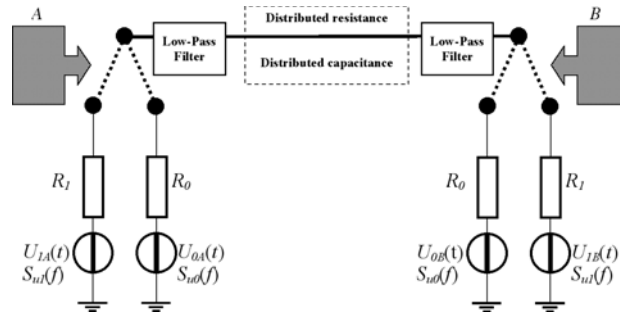 A
B
Distributed resistance
Low-Pass
Filter
Distributed capacitance
Low-Pass
Filter
R1
R0
R0
R1
U1A(t)
Su1(f)
U0A(t)
Su0(f)
U0B(t)
Su0(f)
U1B(t)
Su1(f)